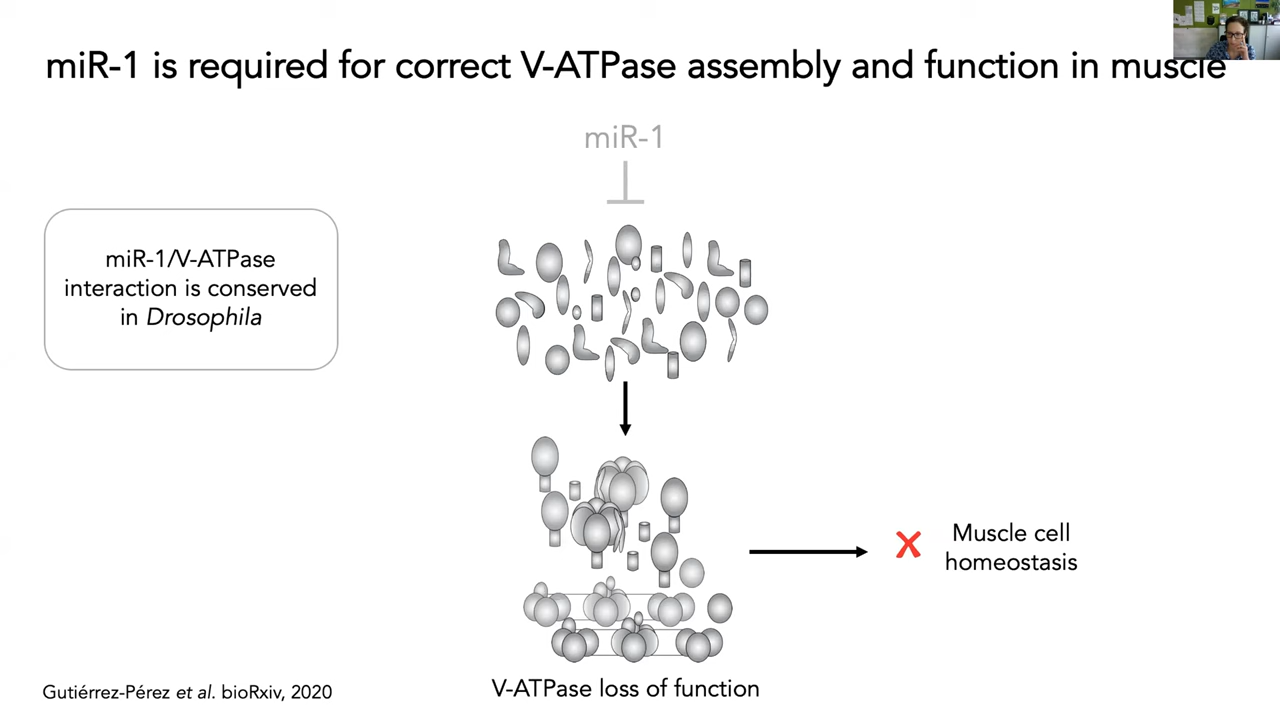 miR-1 is required for correct V-ATPase assembly and function in muscle
miR-1
miR-1/V-ATPase
interaction is conserved
in Drosophila
Muscle cell
homeostasis
V-ATPase loss of function
Gutiérrez-Pérez et al. bioRxiv, 2020